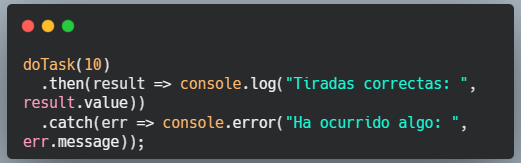 doTask(10)
  .then(result => console.log("Tiradas correctas: ",
result.value))
  .catch(err => console.error("Ha ocurrido algo: ",
err.message));